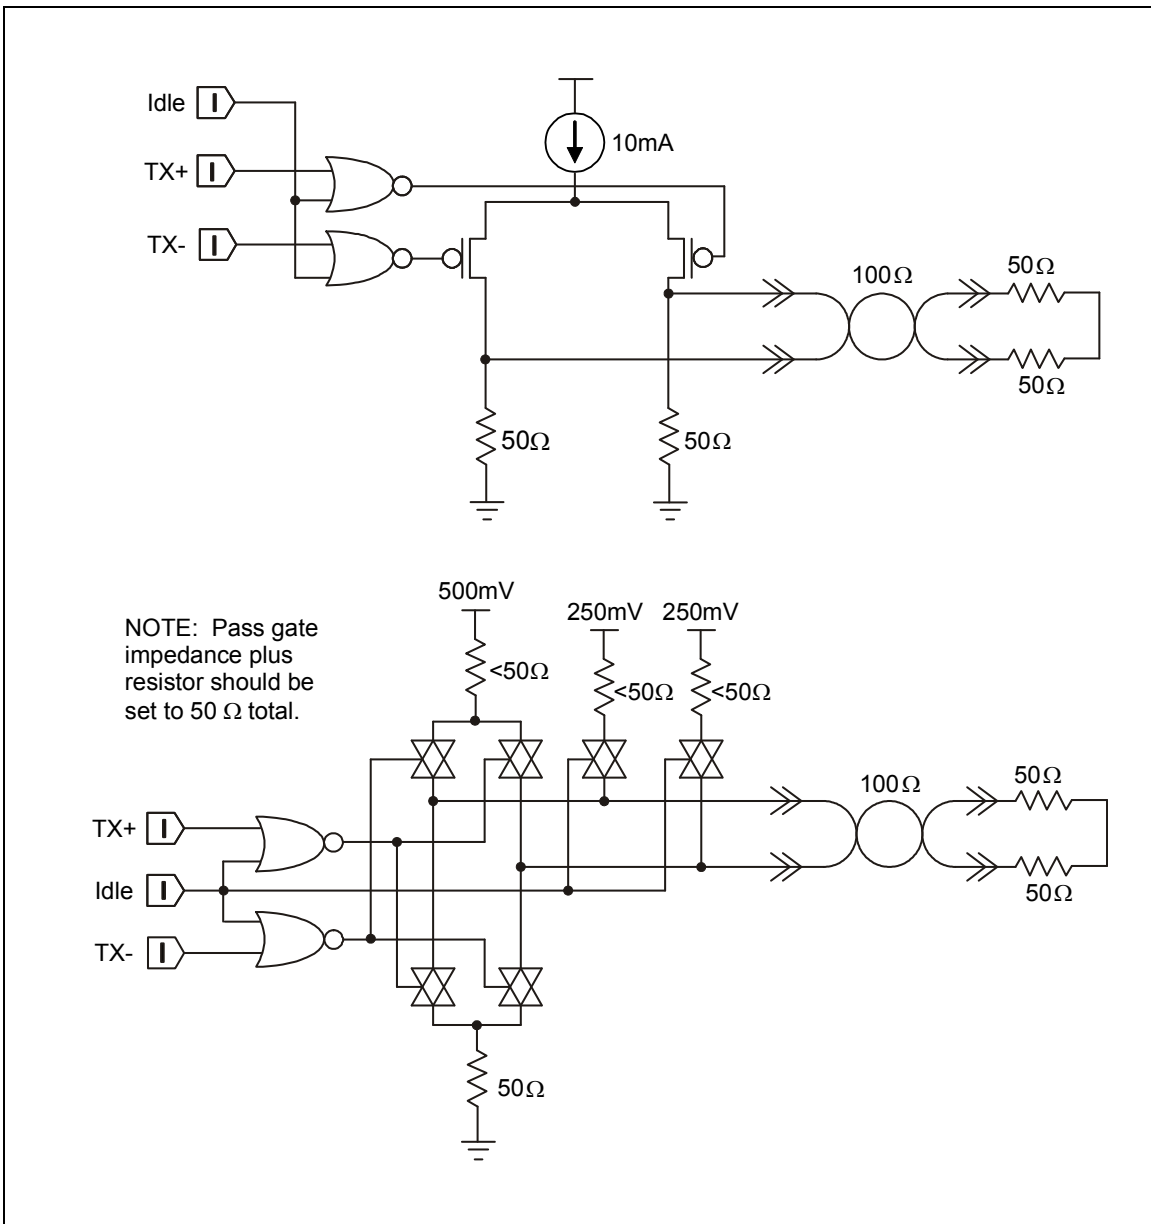 Idle I
TX+ I
TX- I
10mA
100Ω
50Ω
50Ω
50Ω
50Ω
NOTE: Pass gate
impedance plus
resistor should be
set to 50 Ω total.
500mV
250mV
250mV
<50Ω
<50Ω
<50Ω
TX+ I
Idle I
TX- I
100Ω
50Ω
50Ω
50Ω